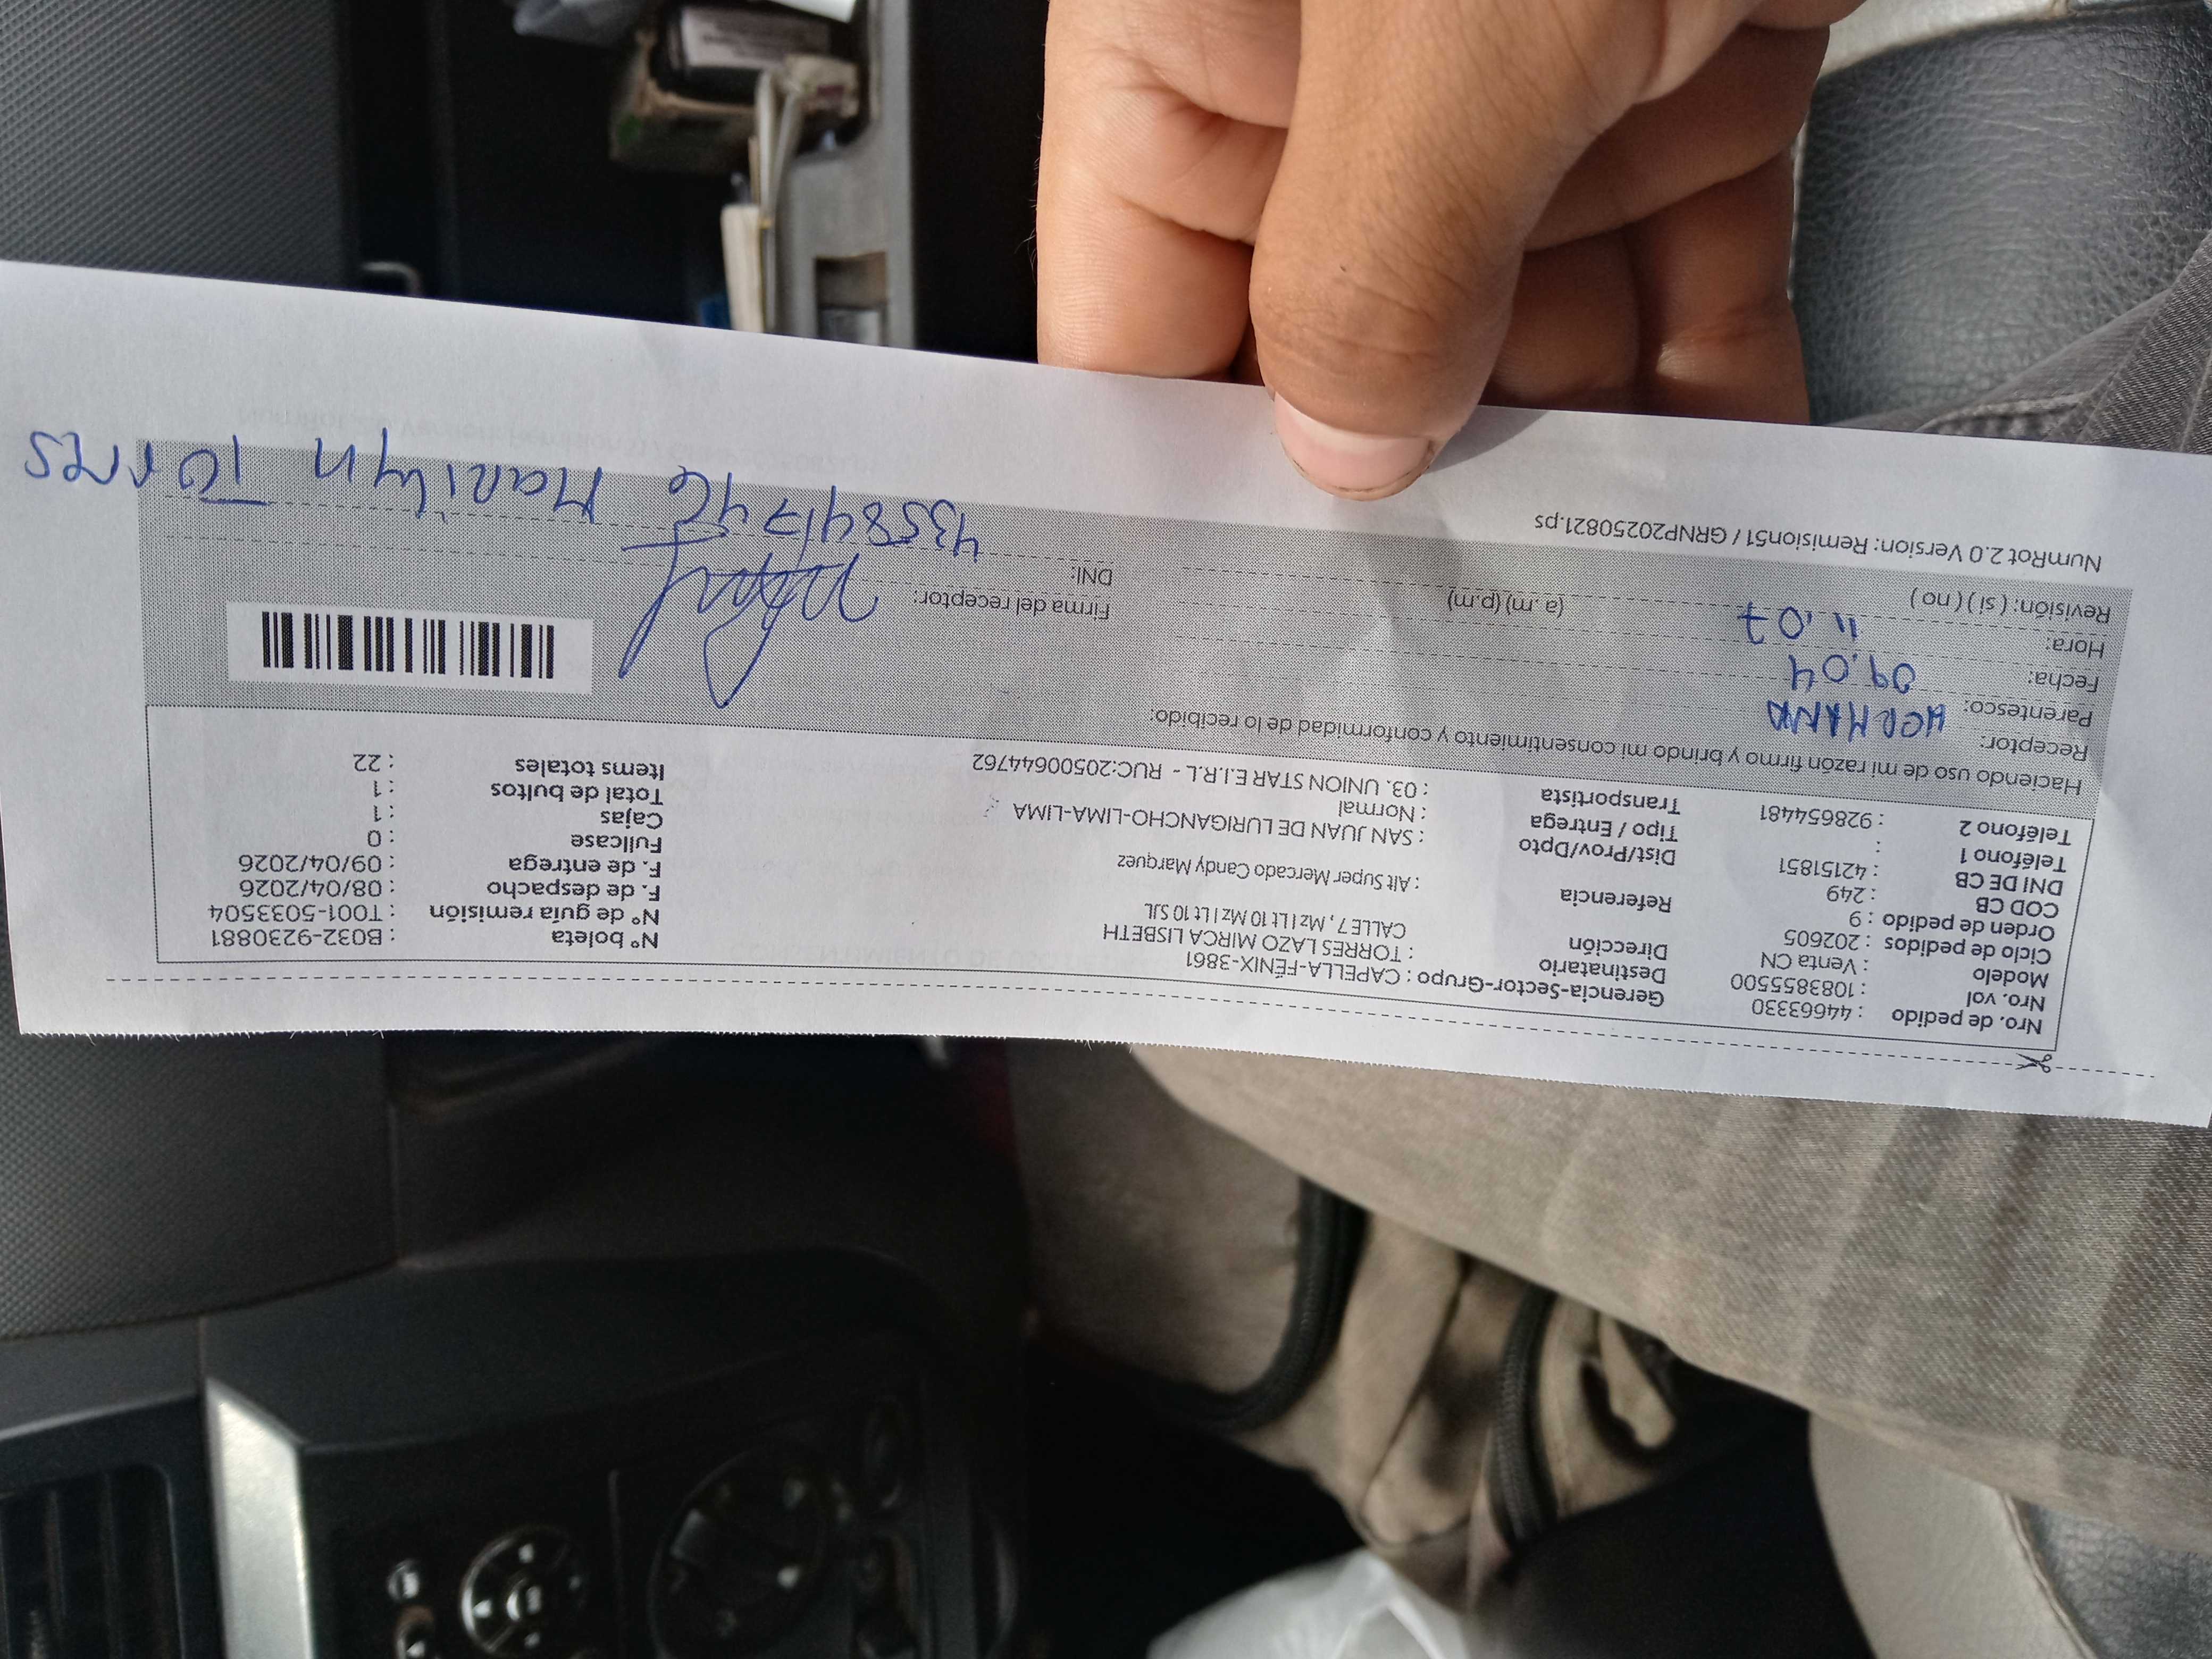 Nro. de pedido : 44663330
Nro. vol : 1083855500
Modelo : Venta CN
Ciclo de pedidos : 202605
Orden de pedido : 9
COD CB : 249
DNI DE CB : 42151851
Teléfono 1 :
Teléfono 2 : 928654481
Gerencia-Sector-Grupo : CAPELLA-FÉNIX-3861
Destinatario : TORRES LAZO MIRCA LISBETH
Dirección CALLE 7 , Mz I Lt 10 Mz I Lt 10 SJL
Referencia : Alt Super Mercado Candy Marquez
Dist/Prov/Dpto : SAN JUAN DE LURIGANCHO-LIMA-LIMA
Tipo / Entrega : Normal
Transportista : 03. UNION STAR E.I.R.L - RUC:20500644762
N° boleta : B032-9230881
N° de guía remisión : T001-5033504
F. de despacho : 08/04/2026
F. de entrega : 09/04/2026
Fullcase : 0
Cajas : 1
Total de bultos : 1
Items totales : 22
Haciendo uso de mi razón firmo y brindo mi consentimiento y conformidad de lo recibido:
Receptor:
Parentesco: HERMANA
Fecha: 09.04
Hora: 11.07 (a .m) (p.m)
Revisión: ( si ) ( no )
Firma del receptor:
DNI: 43584746 Marilyn Torres
NumRot 2.0 Version: Remision51 / GRNP20250821.ps